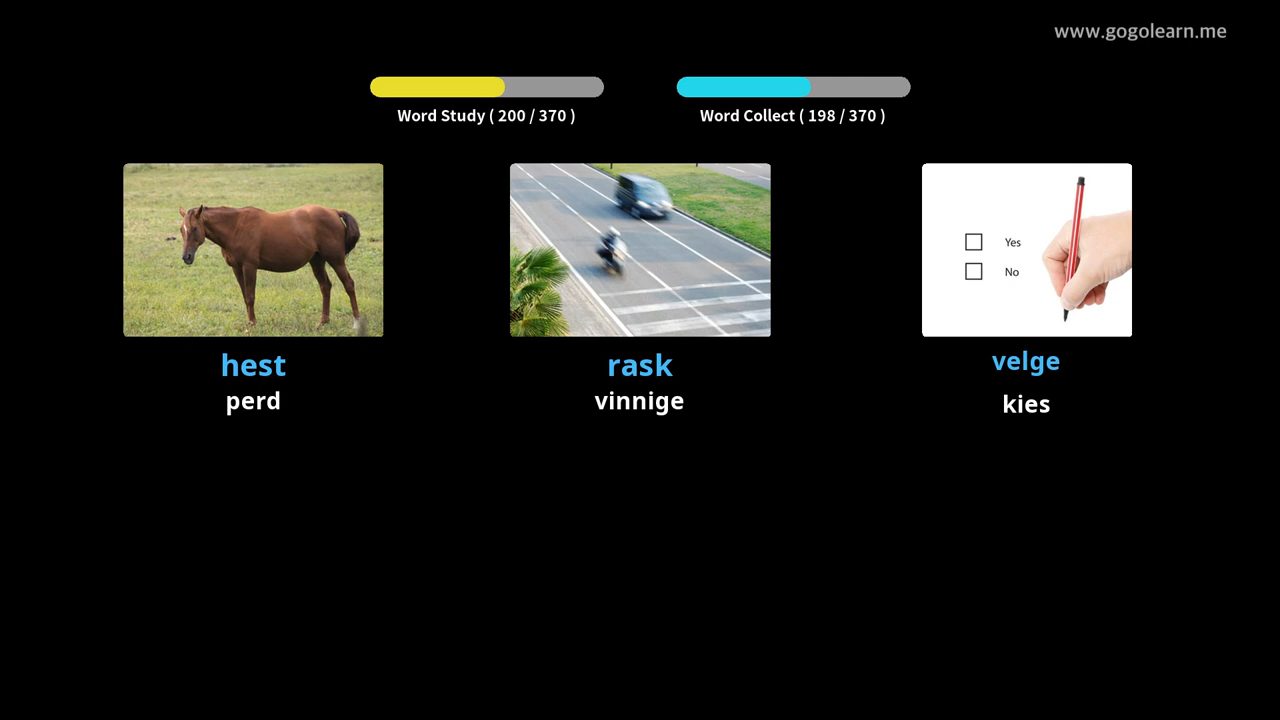 www.gogolearn.me
Word Study ( 200 / 370 )
Word Collect ( 198 / 370 )
Yes
No
hest
perd
rask
vinnige
velge
kies